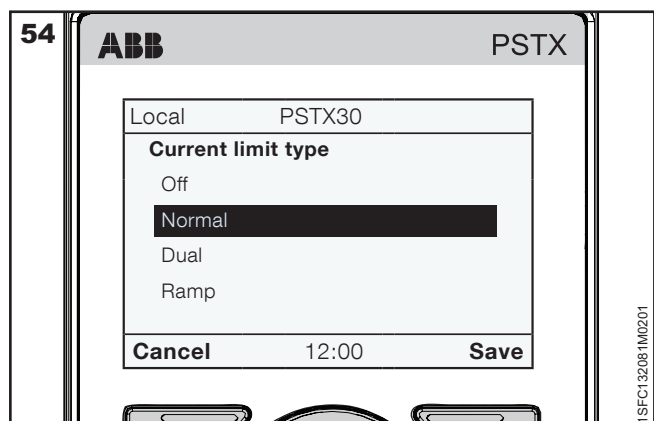 54
ABB PSTX
Local PSTX30
Current limit type
Off
Normal
Dual
Ramp
Cancel 12:00 Save
1SFC132081M0201